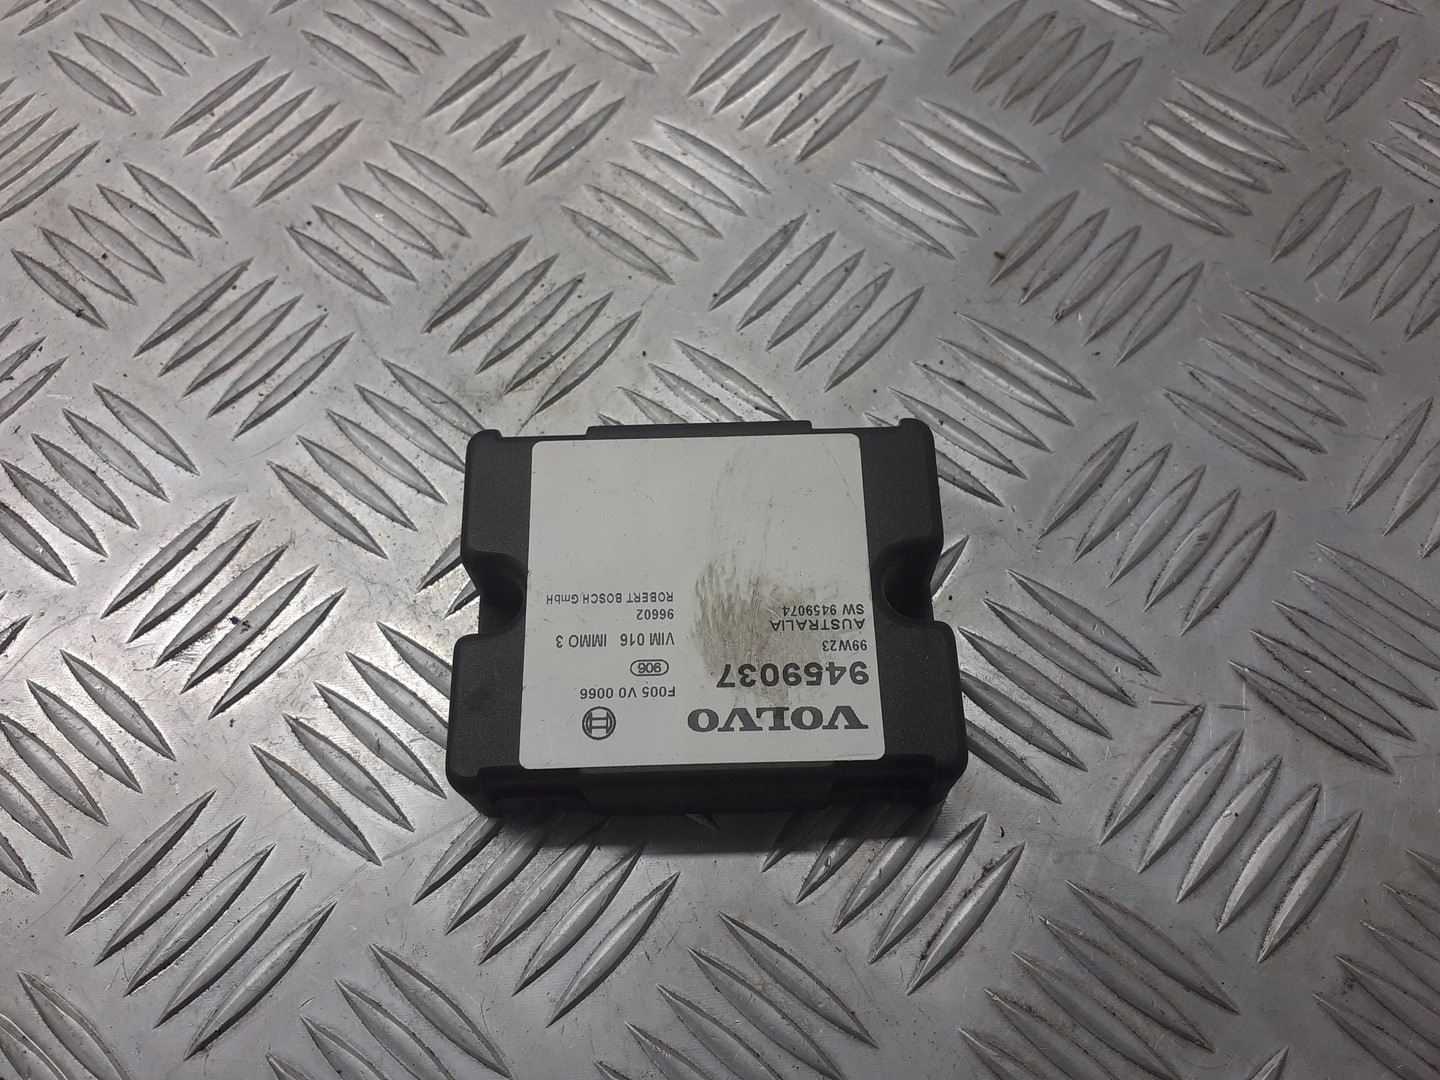 VOLVO
9459037
99W23
AUSTRALIA
SW 9459074
F005 V0 0066
906
VIM 016 IMMO 3
96602
ROBERT BOSCH GmbH